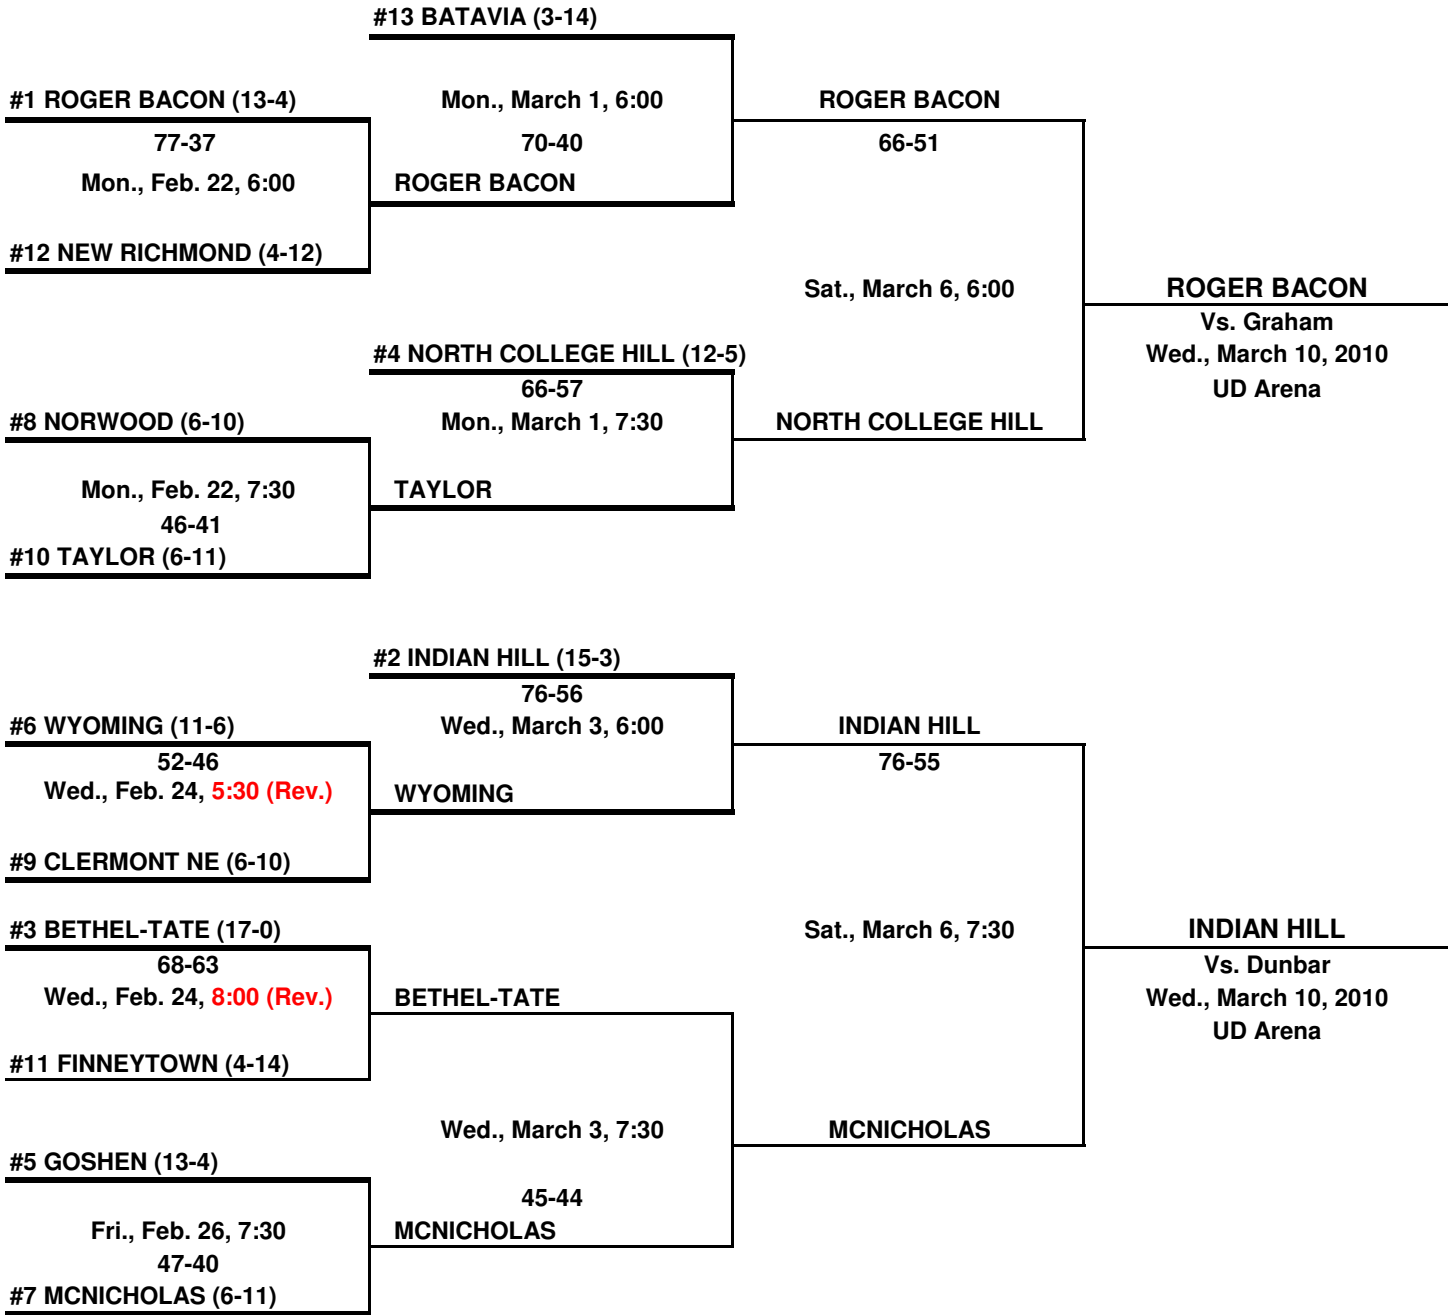 #13 BATAVIA (3-14)
#1 ROGER BACON (13-4)
Mon., March 1, 6:00
ROGER BACON
77-37
70-40
66-51
Mon., Feb. 22, 6:00
ROGER BACON
#12 NEW RICHMOND (4-12)
Sat., March 6, 6:00
ROGER BACON
Vs. Graham
#4 NORTH COLLEGE HILL (12-5)
Wed., March 10, 2010
66-57
UD Arena
#8 NORWOOD (6-10)
Mon., March 1, 7:30
NORTH COLLEGE HILL
Mon., Feb. 22, 7:30
TAYLOR
46-41
#10 TAYLOR (6-11)
#2 INDIAN HILL (15-3)
76-56
#6 WYOMING (11-6)
Wed., March 3, 6:00
INDIAN HILL
52-46
76-55
Wed., Feb. 24, 5:30 (Rev.)
WYOMING
#9 CLERMONT NE (6-10)
#3 BETHEL-TATE (17-0)
Sat., March 6, 7:30
INDIAN HILL
68-63
Vs. Dunbar
Wed., Feb. 24, 8:00 (Rev.)
BETHEL-TATE
Wed., March 10, 2010
UD Arena
#11 FINNEYTOWN (4-14)
Wed., March 3, 7:30
MCNICHOLAS
#5 GOSHEN (13-4)
45-44
Fri., Feb. 26, 7:30
MCNICHOLAS
47-40
#7 MCNICHOLAS (6-11)